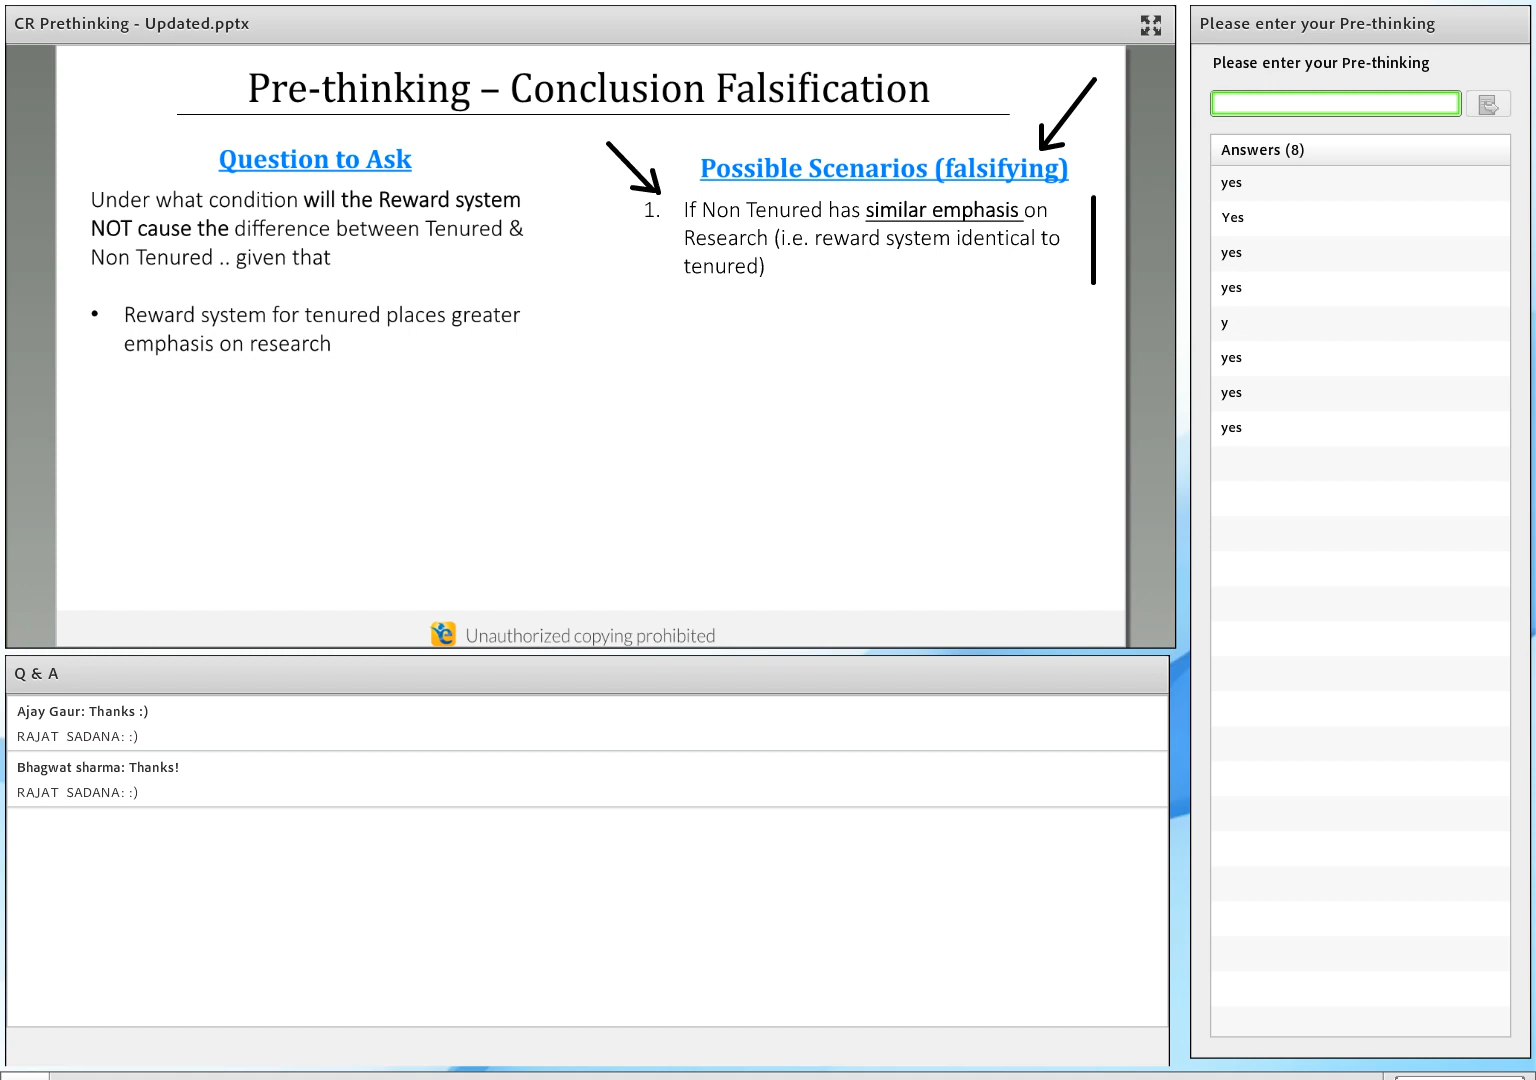 CR Prethinking - Updated.pptx
Pre-thinking – Conclusion Falsification
Question to Ask
Under what condition will the Reward system
NOT cause the difference between Tenured &
Non Tenured .. given that
• Reward system for tenured places greater
emphasis on research
Possible Scenarios (falsifying)
1. If Non Tenured has similar emphasis on
Research (i.e. reward system identical to
tenured)
Unauthorized copying prohibited
Q & A
Ajay Gaur: Thanks :)
RAJAT SADANA: :)
Bhagwat sharma: Thanks!
RAJAT SADANA: :)
Please enter your Pre-thinking
Please enter your Pre-thinking
Answers (8)
yes
Yes
yes
yes
y
yes
yes
yes